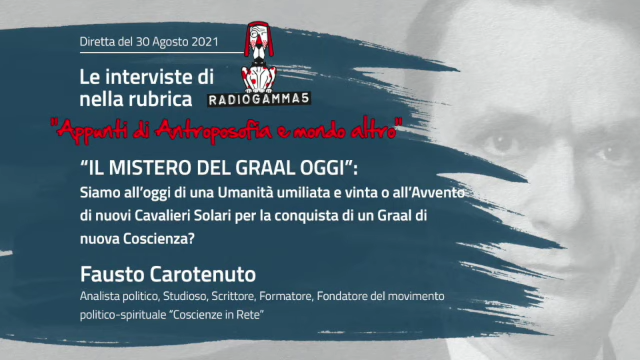 Diretta del 30 Agosto 2021
Le interviste di
nella rubrica
RADIOGAMMA5
"Appunti di Antroposofia e mondo altro"
“IL MISTERO DEL GRAAL OGGI”:
Siamo all’oggi di una Umanità umiliata e vinta o all’Avvento
di nuovi Cavalieri Solari per la conquista di un Graal di
nuova Coscienza?
Fausto Carotenuto
Analista politico, Studioso, Scrittore, Formatore, Fondatore del movimento
politico-spirituale “Coscienze in Rete”